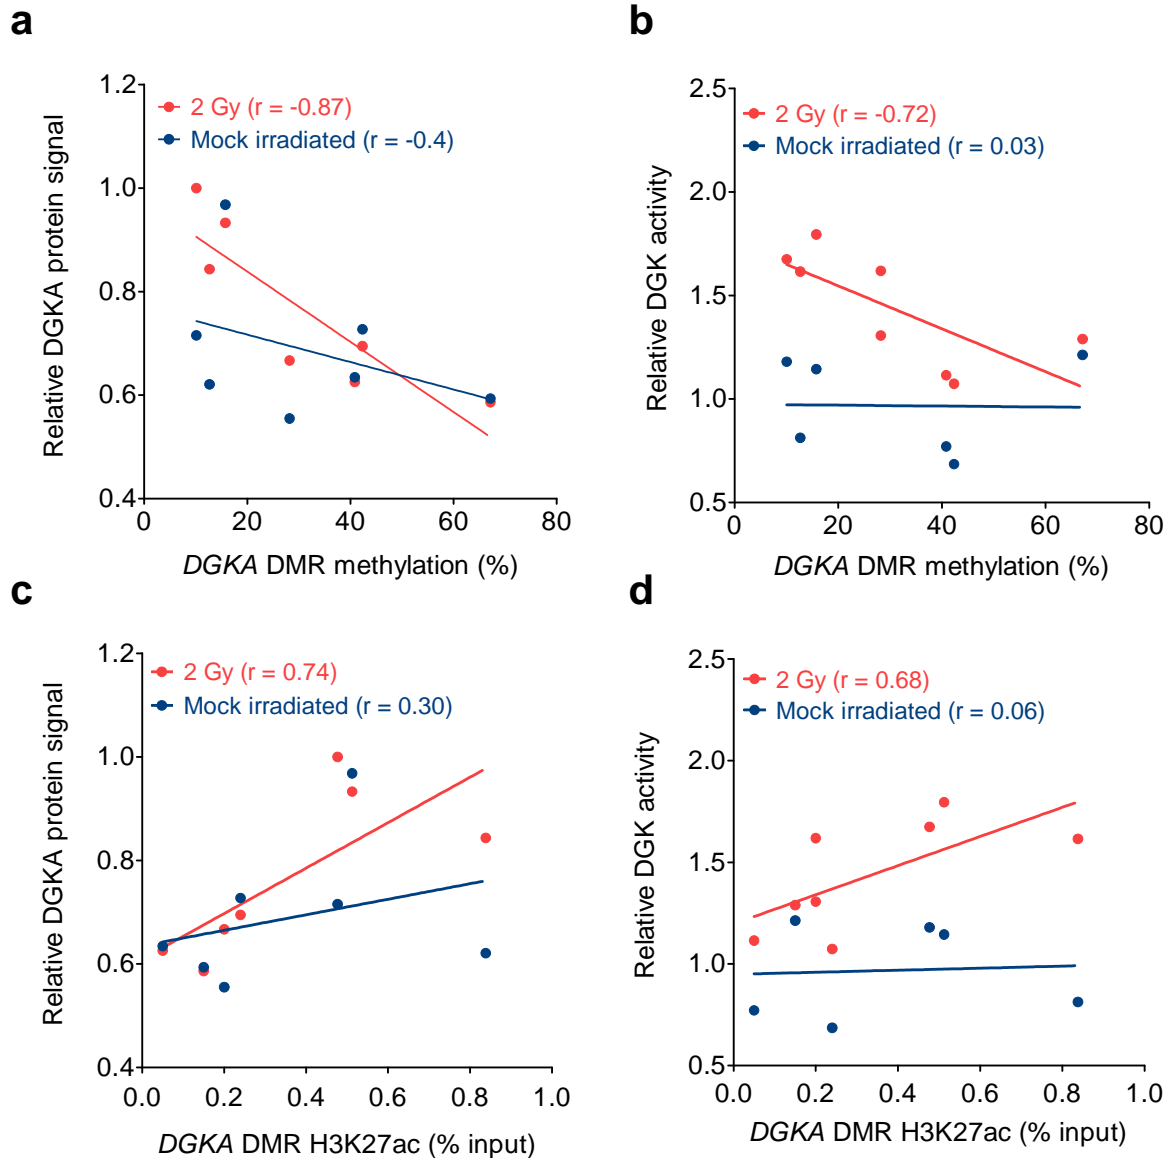 a
1.2
1.0
0.8
0.6
0.4
0
20
40
60
80
2 Gy (r = -0.87)
Mock irradiated (r = -0.4)
Relative DGKA protein signal
DGKA DMR methylation (%)
b
2.5
2.0
1.5
1.0
0.5
0
20
40
60
80
2 Gy (r = -0.72)
Mock irradiated (r = 0.03)
Relative DGK activity
DGKA DMR methylation (%)
c
1.2
1.0
0.8
0.6
0.4
0.0
0.2
0.4
0.6
0.8
1.0
2 Gy (r = 0.74)
Mock irradiated (r = 0.30)
Relative DGKA protein signal
DGKA DMR H3K27ac (% input)
d
2.5
2.0
1.5
1.0
0.5
0.0
0.2
0.4
0.6
0.8
1.0
2 Gy (r = 0.68)
Mock irradiated (r = 0.06)
Relative DGK activity
DGKA DMR H3K27ac (% input)